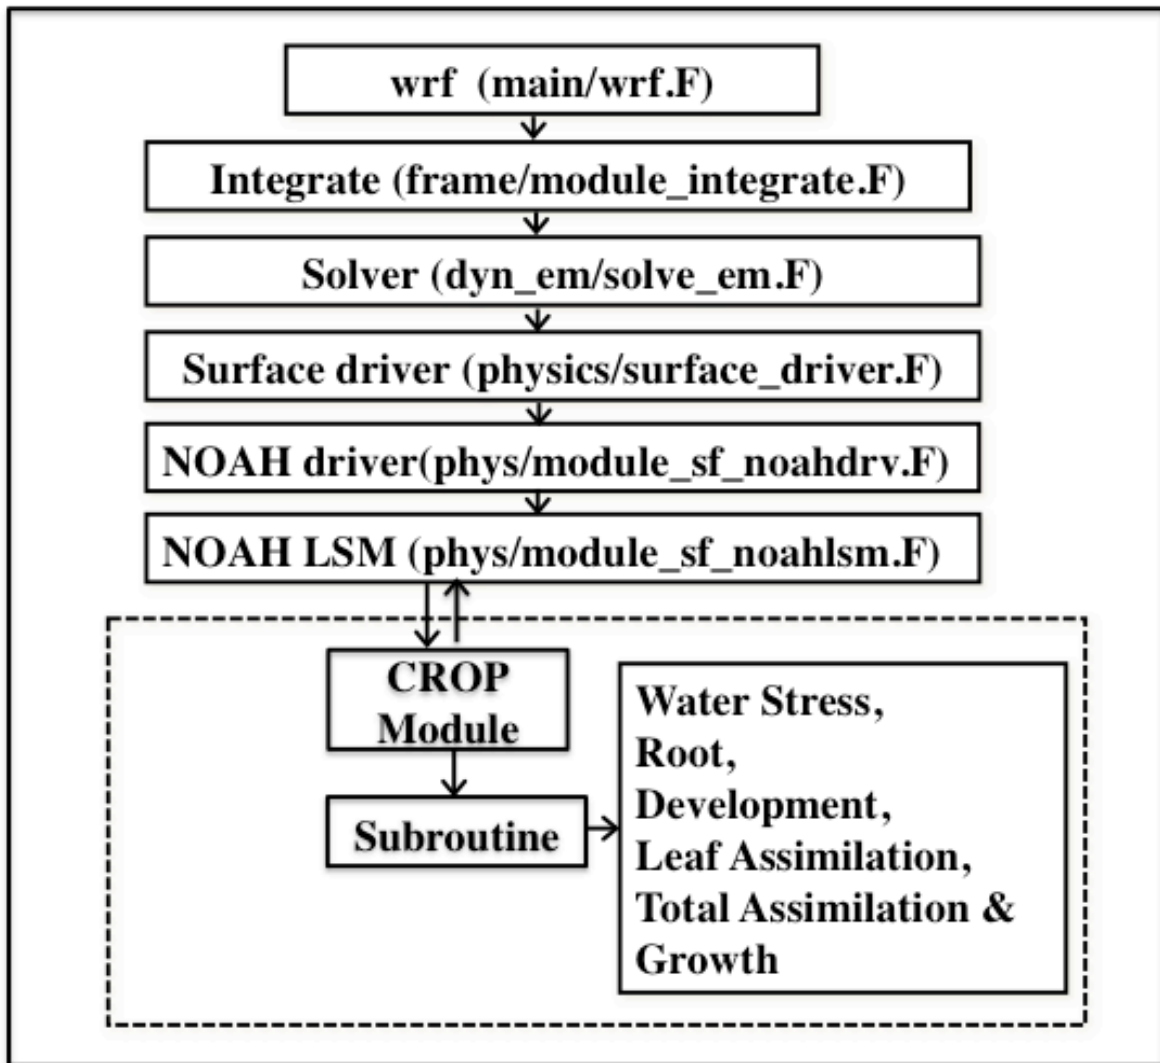 wrf (main/wrf.F)
Integrate (frame/module_integrate.F)
Solver (dyn_em/solve_em.F)
Surface driver (physics/surface_driver.F)
NOAH driver(phys/module_sf_noahdrv.F)
NOAH LSM (phys/module_sf_noahlsm.F)
CROP
Module
Subroutine
Water Stress,
Root,
Development,
Leaf Assimilation,
Total Assimilation &
Growth